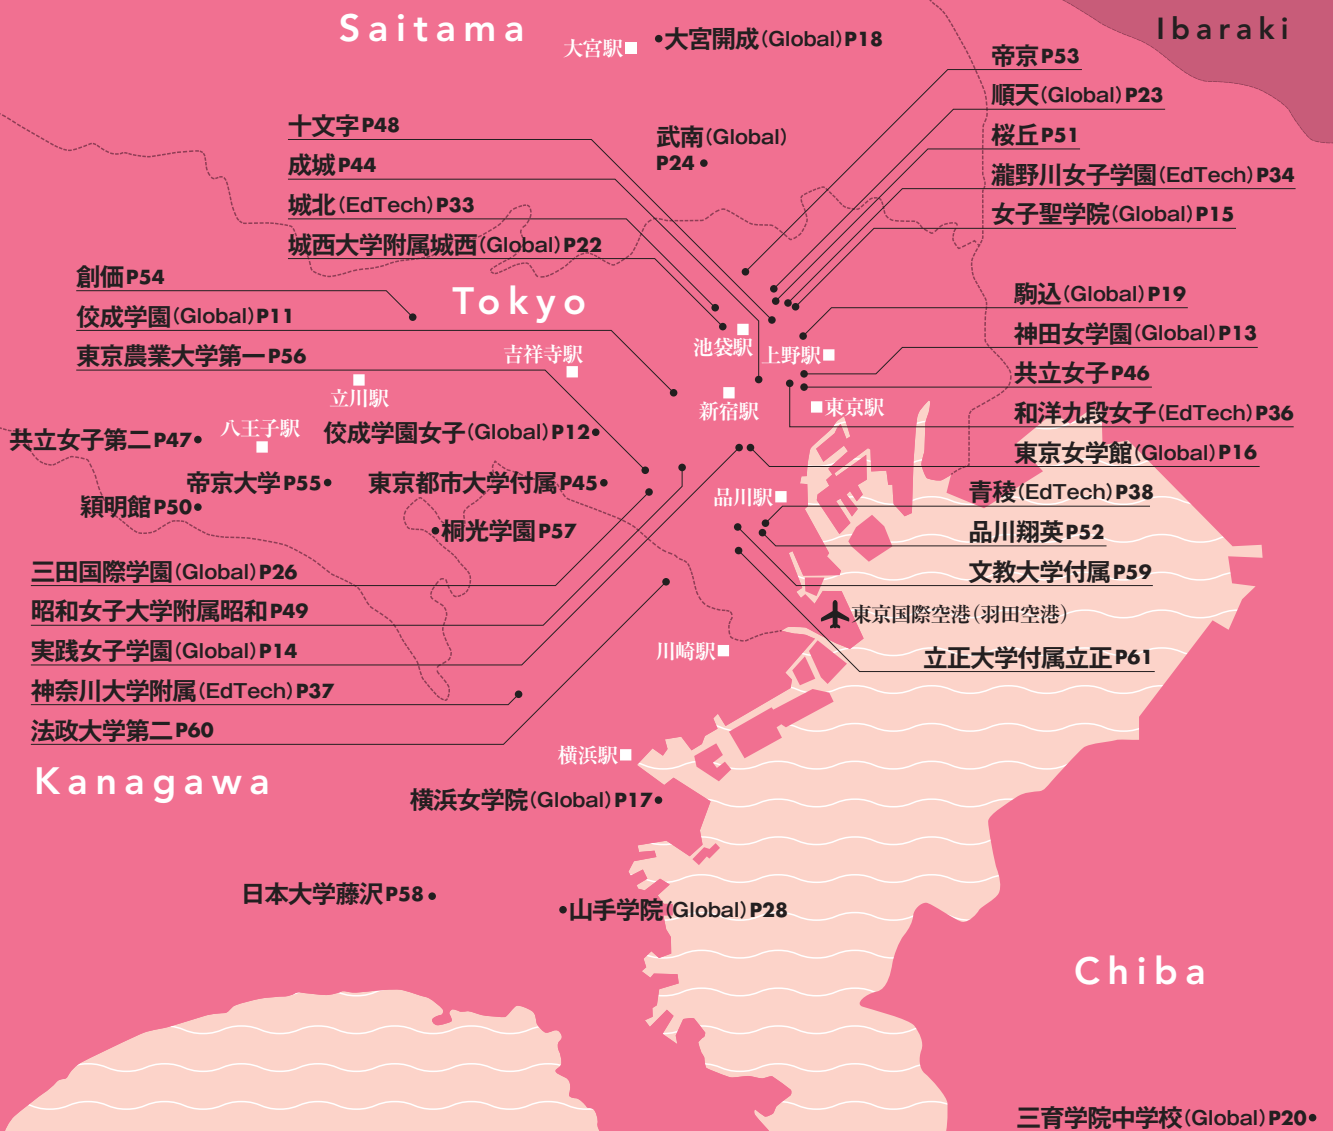 Saitama
Ibaraki
大宮駅
大宮開成(Global)P18
帝京P53
順天(Global)P23
十文字P48
武南(Global)
P24
桜丘P51
成城P44
瀧野川女子学園(EdTech)P34
城北(EdTech)P33
女子聖学院(Global)P15
城西大学附属城西(Global)P22
創価P54
Tokyo
駒込(Global)P19
佼成学園(Global)P11
神田女学園(Global)P13
東京農業大学第一P56
吉祥寺駅
池袋駅
上野駅
共立女子P46
立川駅
新宿駅
東京駅
和洋九段女子(EdTech)P36
共立女子第二P47
八王子駅
佼成学園女子(Global)P12
東京女学館(Global)P16
帝京大学P55
東京都市大学付属P45
品川駅
青稜(EdTech)P38
穎明館P50
桐光学園P57
品川翔英P52
三田国際学園(Global)P26
文教大学付属P59
昭和女子大学附属昭和P49
東京国際空港(羽田空港)
実践女子学園(Global)P14
川崎駅
立正大学付属立正P61
神奈川大学附属(EdTech)P37
法政大学第二P60
横浜駅
Kanagawa
横浜女学院(Global)P17
日本大学藤沢P58
山手学院(Global)P28
Chiba
三育学院中学校(Global)P20